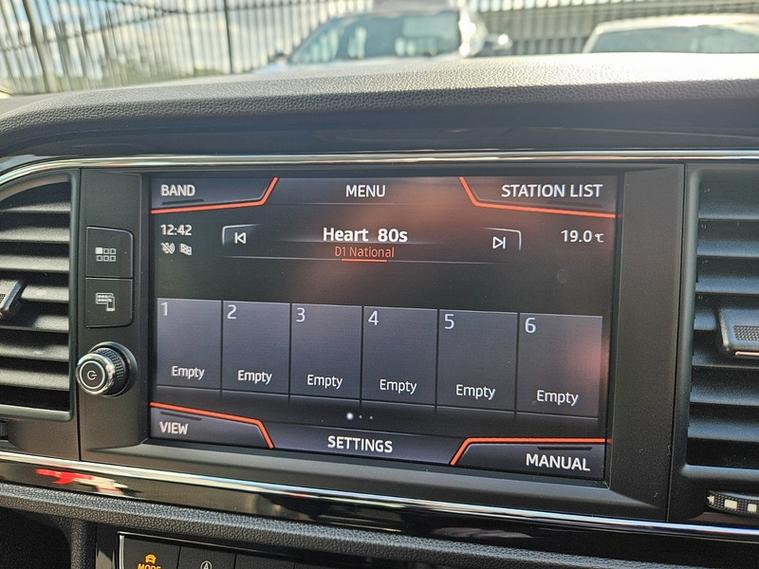 BAND
MENU
STATION LIST
12:42
Heart 80s
19.0℃
D1 National
1
2
3
4
5
6
Empty
Empty
Empty
Empty
Empty
Empty
VIEW
SETTINGS
MANUAL
MODE